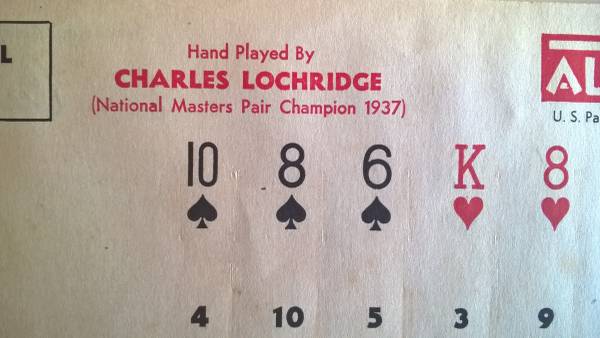 L
Hand Played By
CHARLES LOCHRIDGE
(National Masters Pair Champion 1937)
AL
U. S. Pa
10 8 6 K 8
♠ ♠ ♠ ♥ ♥
4 10 5 3 9